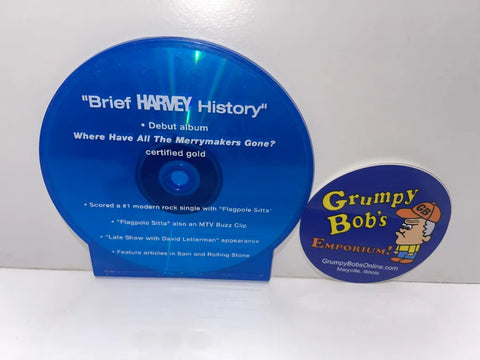 "Brief HARVEY History"
• Debut album
Where Have All The Merrymakers Gone?
certified gold
• Scored a #1 modern rock single with "Flagpole Sitta"
• "Flagpole Sitta" also an MTV Buzz Clip
• "Late Show with David Letterman" appearance
• Feature articles in Spin and Rolling Stone
Grumpy
Bob's
EMPORIUM!
GB
GrumpyBobsOnline.com
Maryville, Illinois